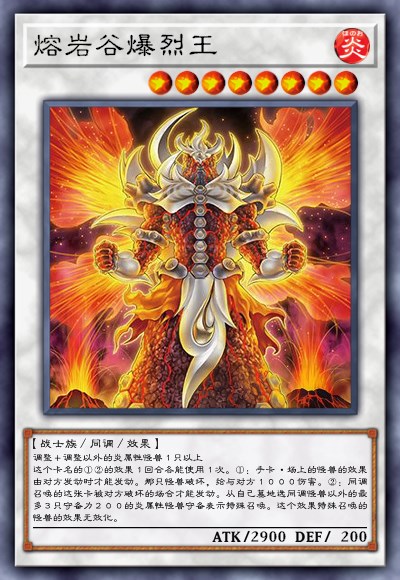 熔岩谷爆烈王
ほのお
炎
【战士族/同调/效果】
调整+调整以外的炎属性怪兽1只以上
这个卡名的①②的效果1回合各能使用1次。①:手卡·场上的怪兽的效果
由对方发动时才能发动。那只怪兽破坏,给与对方1000伤害。②:同调
召唤的这张卡被对方破坏的场合才能发动。从自己墓地选同调怪兽以外的最
多3只守备力200的炎属性怪兽守备表示特殊召唤。这个效果特殊召唤的
怪兽的效果无效化。
ATK/2900 DEF/ 200